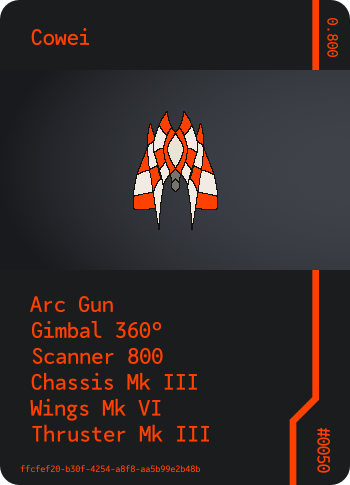 Cowei
0.800
Arc Gun
Gimbal 360°
Scanner 800
Chassis Mk III
Wings Mk VI
Thruster Mk III
#0050
ffcfef20-b30f-4254-a8f8-aa5b99e2b48b